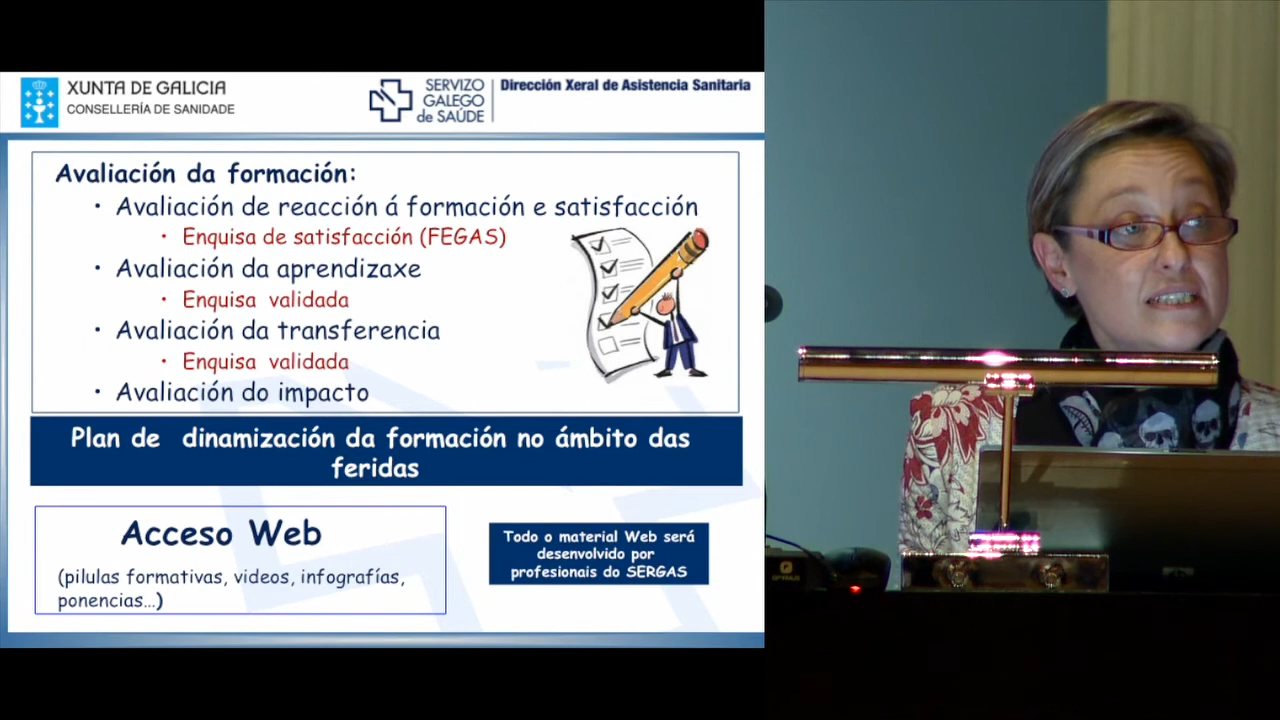 XUNTA DE GALICIA
CONSELLERÍA DE SANIDADE
SERVIZO
GALEGO
de SAÚDE
Dirección Xeral de Asistencia Sanitaria
Avaliación da formación:
• Avaliación de reacción á formación e satisfacción
• Enquisa de satisfacción (FEGAS)
• Avaliación da aprendizaxe
• Enquisa validada
• Avaliación da transferencia
• Enquisa validada
• Avaliación do impacto
Plan de dinamización da formación no ámbito das
feridas
Acceso Web
(pilulas formativas, videos, infografías,
ponencias...)
Todo o material Web será
desenvolvido por
profesionais do SERGAS